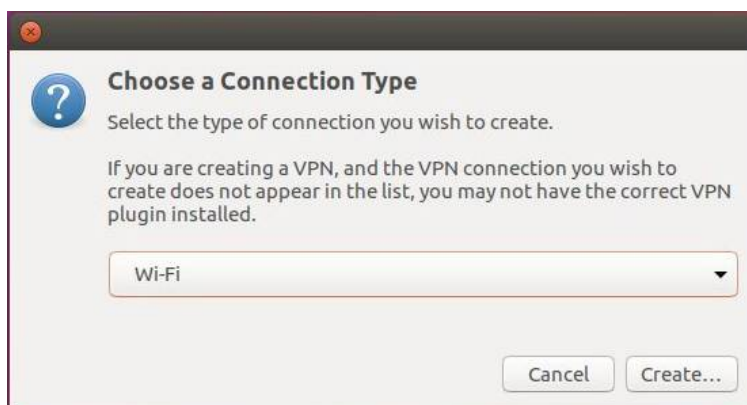 Choose a Connection Type
Select the type of connection you wish to create.
If you are creating a VPN, and the VPN connection you wish to
create does not appear in the list, you may not have the correct VPN
plugin installed.
Wi-Fi
Cancel Create...